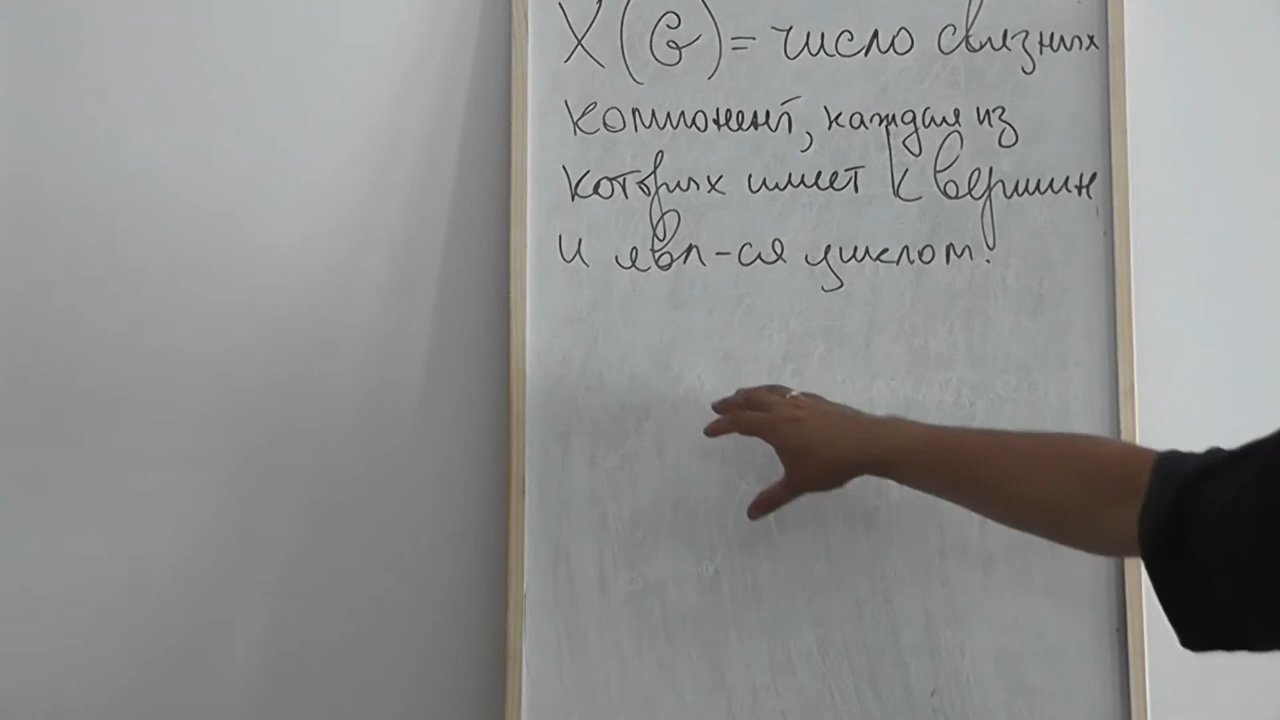 X(G) = число связных
компонент, каждая из
которых имеет k вершин
и явл-ся циклом.